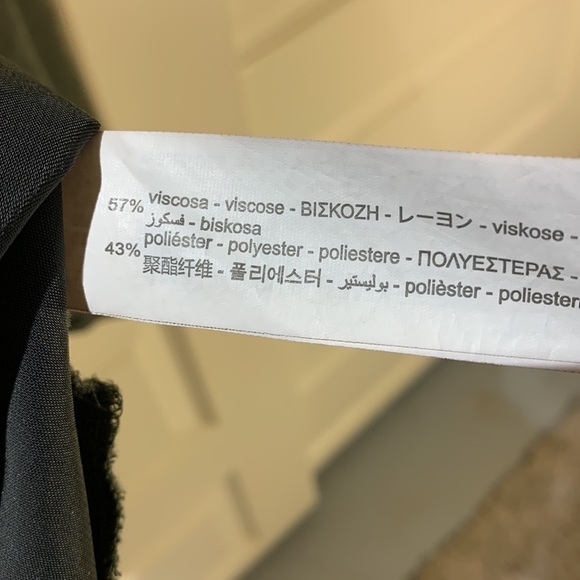 57% viscosa - viscose - ΒΙΣΚΟΖΗ - レーヨン - viskose -
فسكوز - biskosa
43% poliéster - polyester - poliestere - ΠΟΛΥΕΣΤΕΡΑΣ -
聚酯纤维 - 폴리에스터 - بوليستير - polièster - poliester